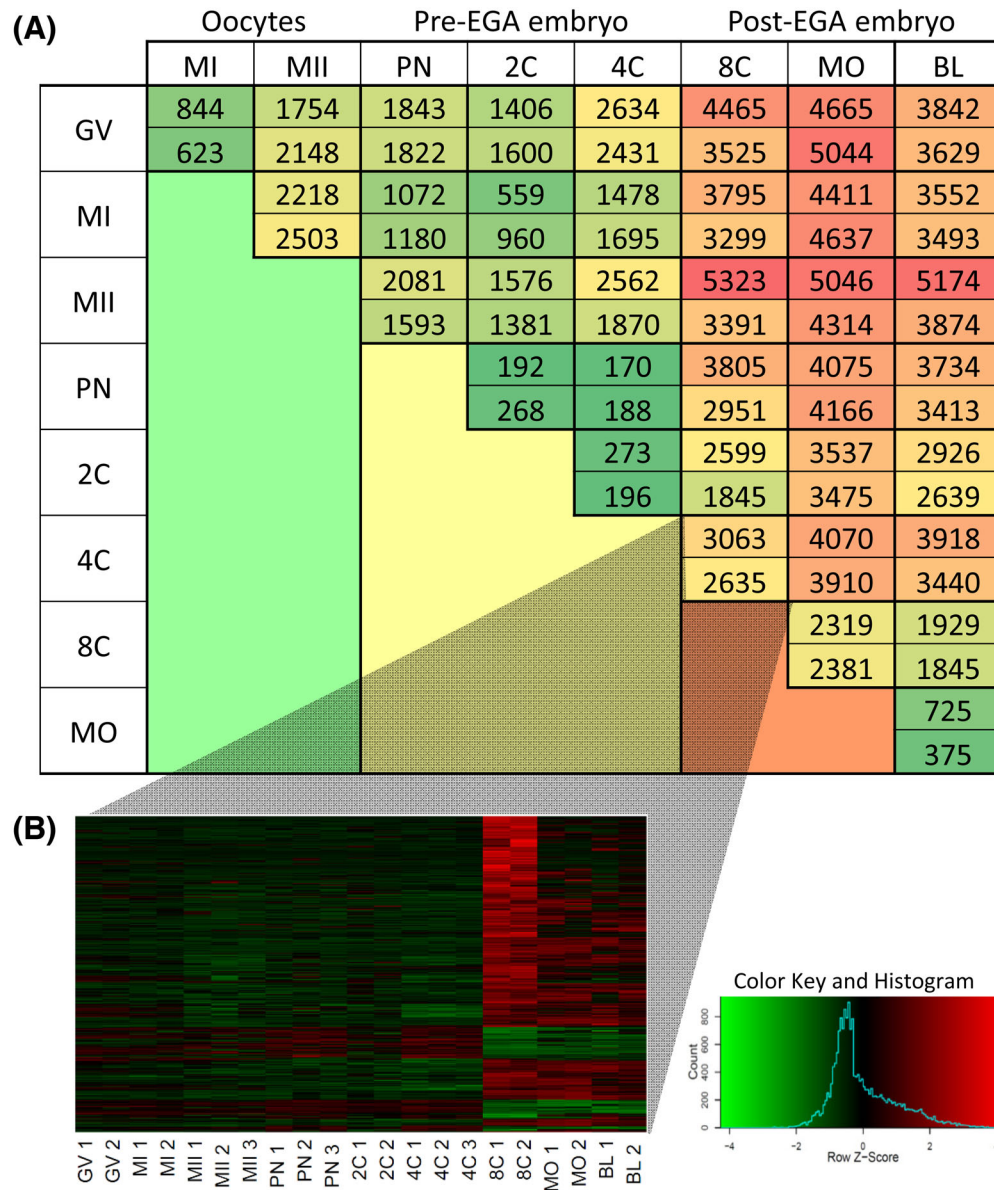 (A) Oocytes Pre-EGA embryo Post-EGA embryo
MI MII PN 2C 4C 8C MO BL
GV 844 1754 1843 1406 2634 4465 4665 3842
623 2148 1822 1600 2431 3525 5044 3629
MI 2218 1072 559 1478 3795 4411 3552
2503 1180 960 1695 3299 4637 3493
MII 2081 1576 2562 5323 5046 5174
1593 1381 1870 3391 4314 3874
PN 192 170 3805 4075 3734
268 188 2951 4166 3413
2C 273 2599 3537 2926
196 1845 3475 2639
4C 3063 4070 3918
2635 3910 3440
8C 2319 1929
2381 1845
MO 725
375
(B)
GV 1 GV 2 MI 1 MI 2 MII 1 MII 2 MII 3 PN 1 PN 2 PN 3 2C 1 2C 2 4C 1 4C 2 4C 3 8C 1 8C 2 MO 1 MO 2 BL 1 BL 2
Color Key and Histogram
Count
800
600
400
200
0
-4 -2 0 2 4
Row Z-Score